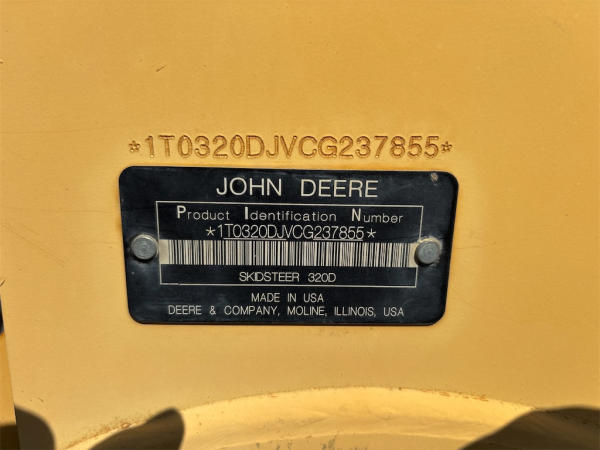 *1T0320DJVCG237855*
JOHN DEERE
Product Identification Number
*1T0320DJVCG237855*
SKIDSTEER 320D
MADE IN USA
DEERE & COMPANY, MOLINE, ILLINOIS, USA